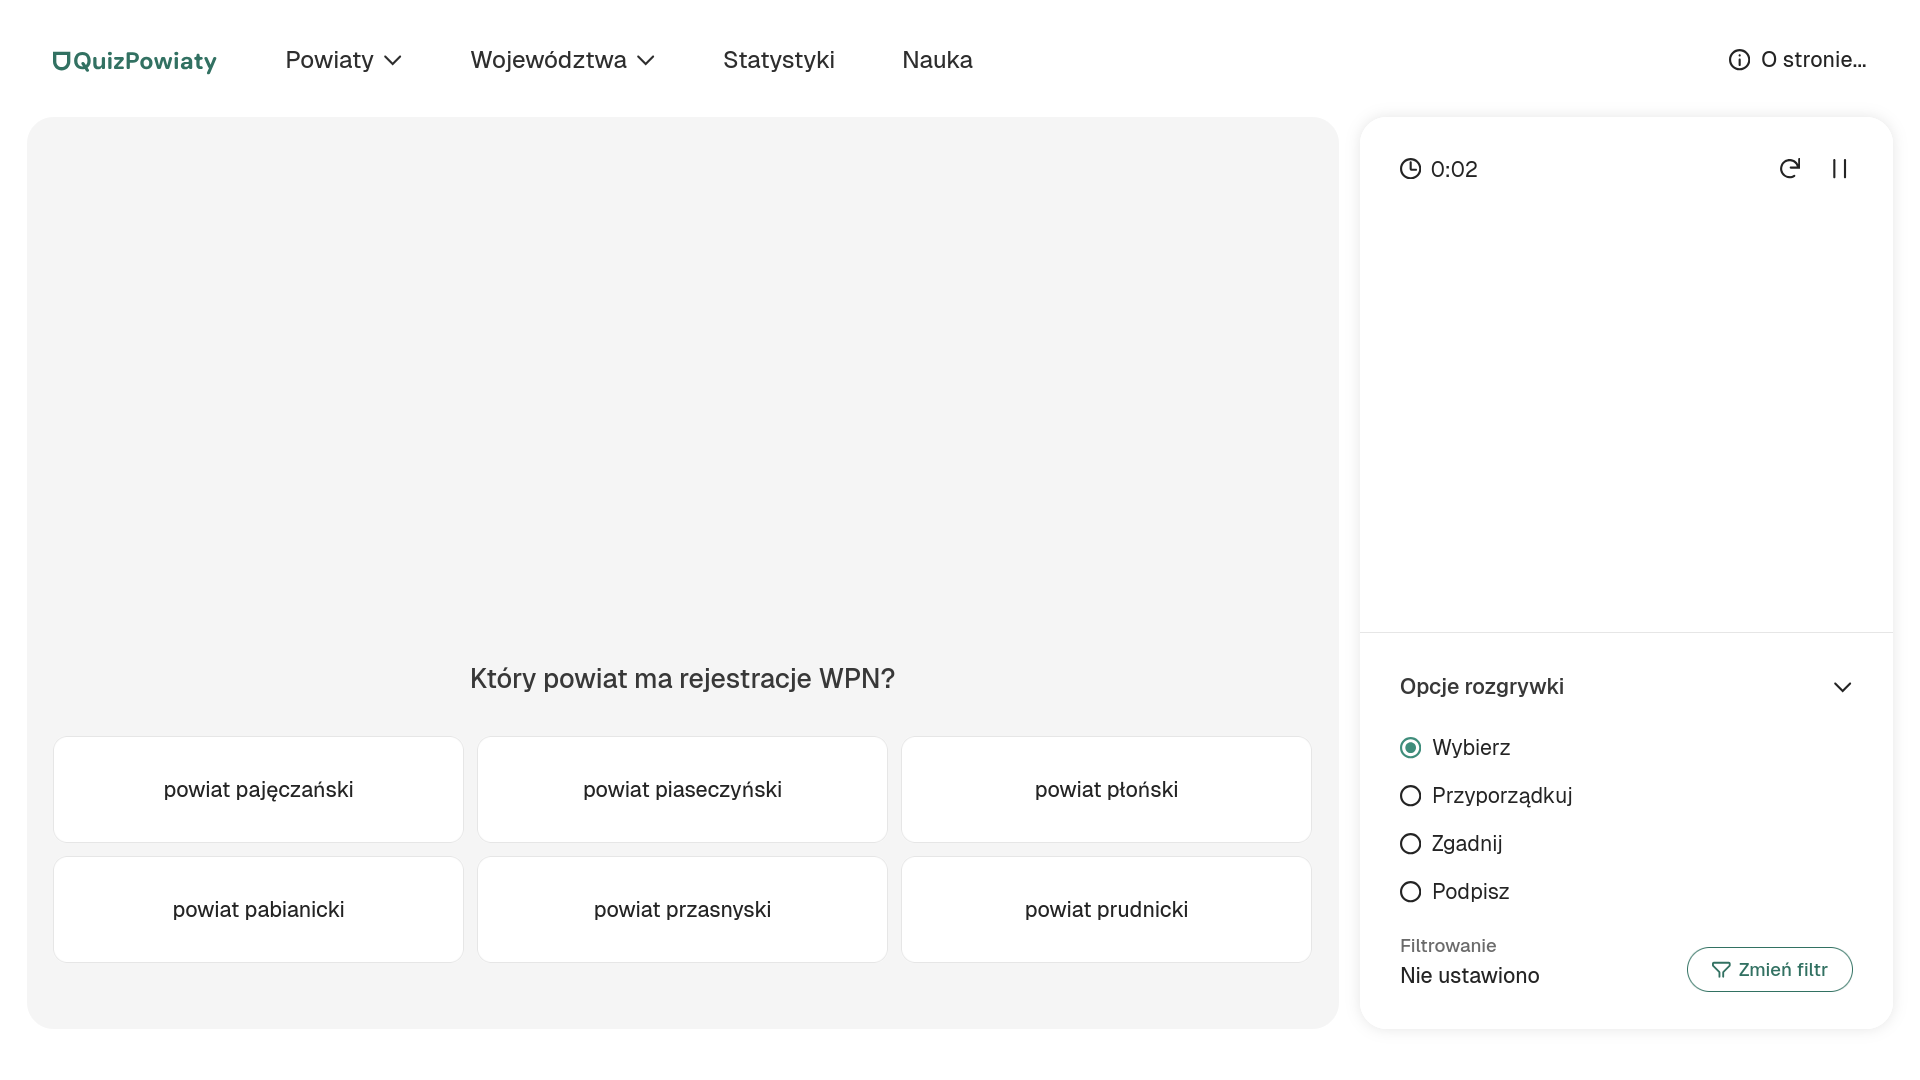 QuizPowiaty
Powiaty
Województwa
Statystyki
Nauka
O stronie...
Który powiat ma rejestracje WPN?
powiat pajęczański
powiat piaseczyński
powiat płoński
powiat pabianicki
powiat przasnyski
powiat prudnicki
0:02
Opcje rozgrywki
Wybierz
Przyporządkuj
Zgadnij
Podpisz
Filtrowanie
Nie ustawiono
Zmień filtr